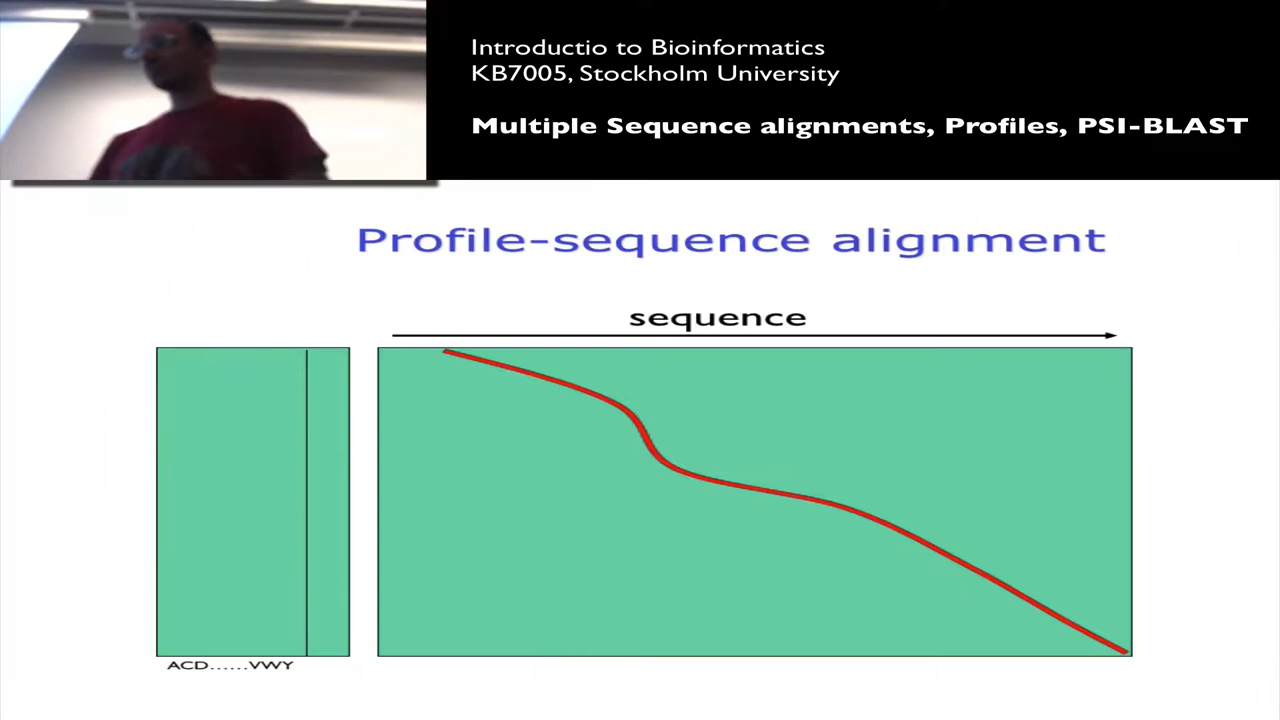 Introductio to Bioinformatics
KB7005, Stockholm University
Multiple Sequence alignments, Profiles, PSI-BLAST
Profile-sequence alignment
sequence
ACD......VWY